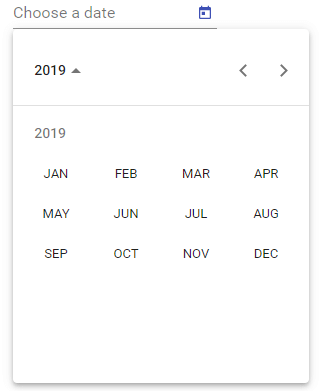 Choose a date
2019
2019
JAN FEB MAR APR
MAY JUN JUL AUG
SEP OCT NOV DEC